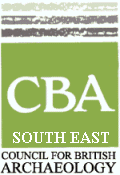 CBA
SOUTH EAST
COUNCIL FOR BRITISH
ARCHAEOLOGY